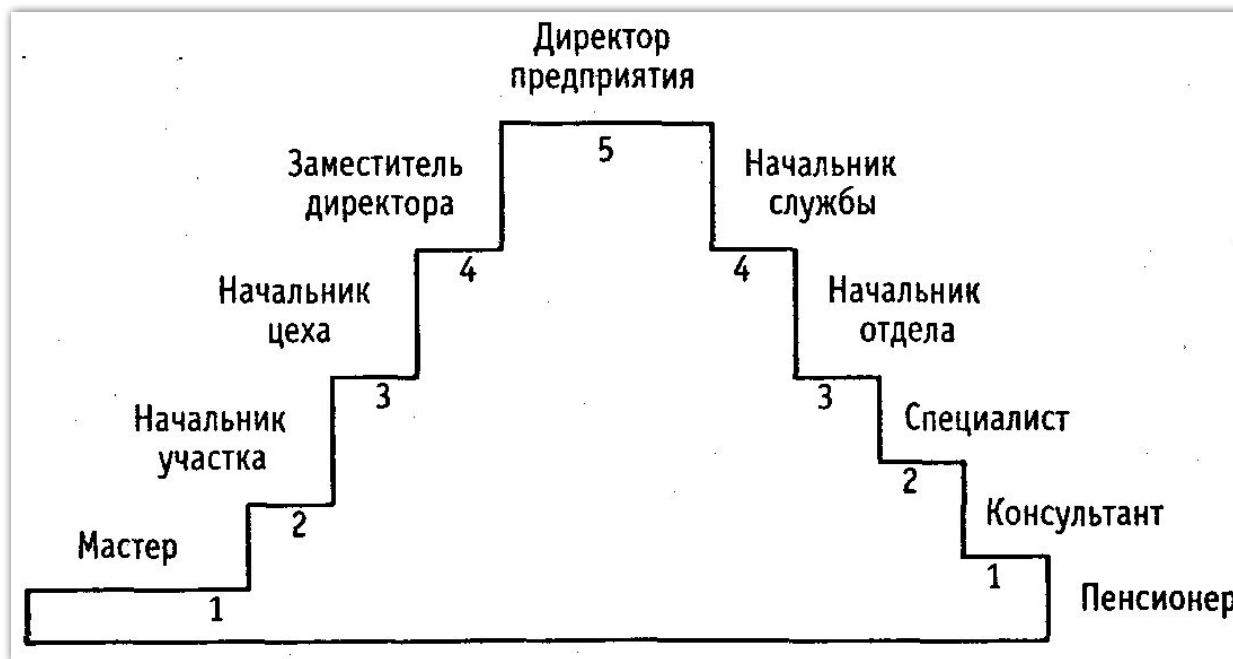 Директор
предприятия
5
Заместитель
директора
4
Начальник
службы
4
Начальник
цеха
3
Начальник
отдела
3
Начальник
участка
2
Специалист
2
Мастер
1
Консультант
1
Пенсионер